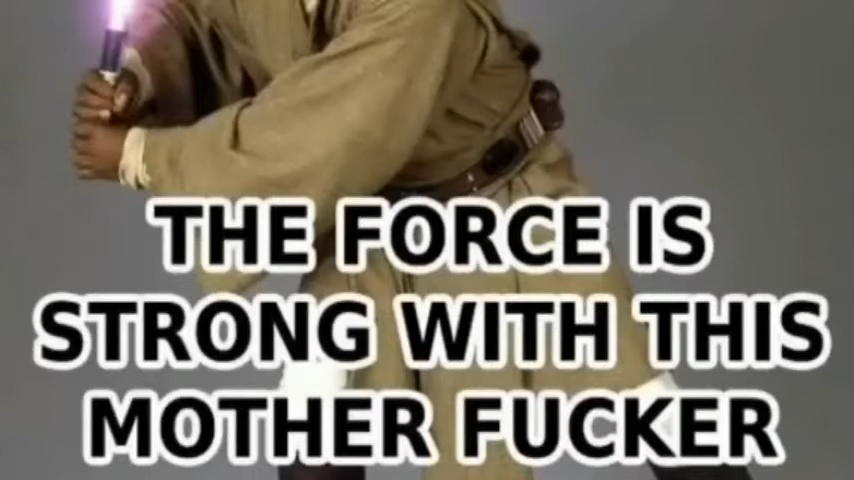 THE FORCE IS
STRONG WITH THIS
MOTHER FUCKER